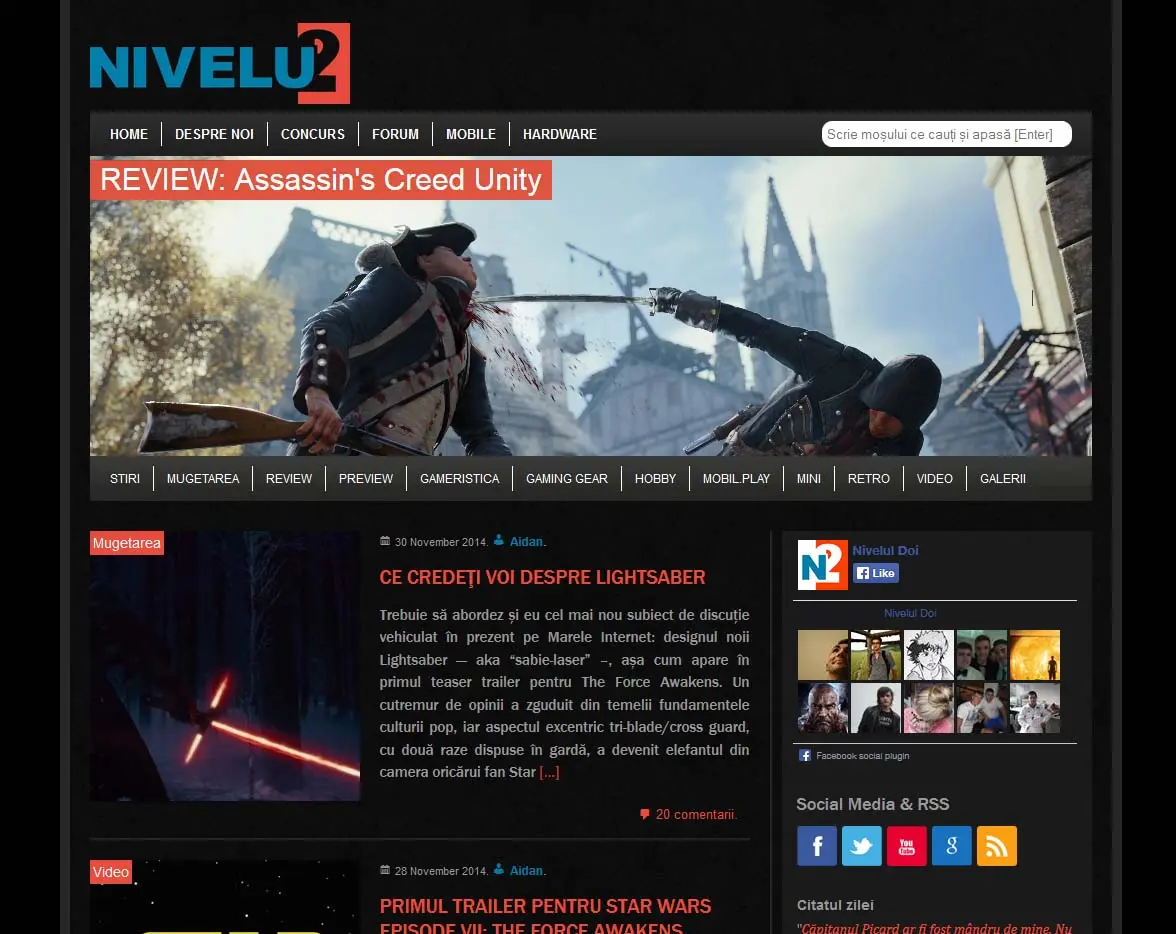 NIVELU2
HOME DESPRE NOI CONCURS FORUM MOBILE HARDWARE
Scrie moșului ce cauți și apasă [Enter]
REVIEW: Assassin's Creed Unity
STIRI MUGETAREA REVIEW PREVIEW GAMERISTICA GAMING GEAR HOBBY MOBIL.PLAY MINI RETRO VIDEO GALERII
Mugetarea
30 November 2014. Aidan.
CE CREDEŢI VOI DESPRE LIGHTSABER
Trebuie să abordez și eu cel mai nou subiect de discuție
vehiculat în prezent pe Marele Internet: designul noii
Lightsaber — aka “sabie-laser” –, așa cum apare în
primul teaser trailer pentru The Force Awakens. Un
cutremur de opinii a zguduit din temelii fundamentele
culturii pop, iar aspectul excentric tri-blade/cross guard,
cu două raze dispuse în gardă, a devenit elefantul din
camera oricărui fan Star [...]
20 comentarii.
Video
28 November 2014. Aidan.
PRIMUL TRAILER PENTRU STAR WARS
EPISODE VII: THE FORCE AWAKENS
N2
Nivelul Doi
Like
Nivelul Doi
Facebook social plugin
Social Media & RSS
You
Tube
Citatul zilei
"Căpitanul Picard ar fi fost mândru de mine. Nu